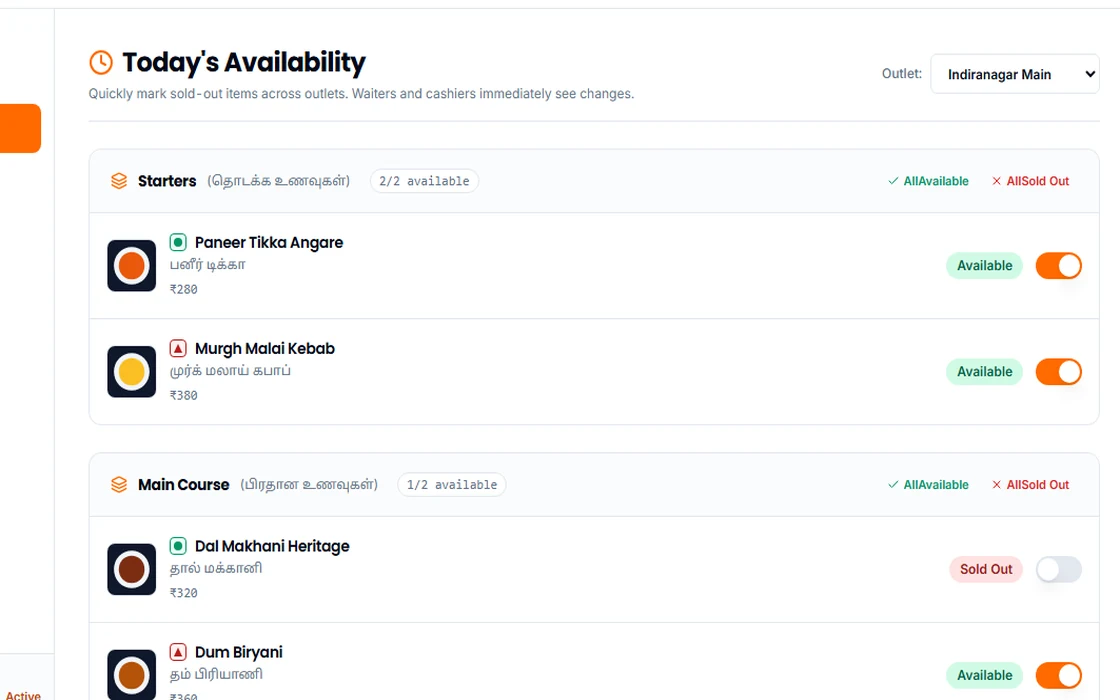 Today's Availability
Quickly mark sold-out items across outlets. Waiters and cashiers immediately see changes.
Outlet:
Indiranagar Main
Starters (தொடக்க உணவுகள்) 2/2 available
AllAvailable
AllSold Out
Paneer Tikka Angare
பனீர் டிக்கா
₹280
Available
Murgh Malai Kebab
முர்க் மலாய் கபாப்
₹380
Available
Main Course (பிரதான உணவுகள்) 1/2 available
AllAvailable
AllSold Out
Dal Makhani Heritage
தால் மக்கானி
₹320
Sold Out
Dum Biryani
தம் பிரியாணி
₹360
Available
Active